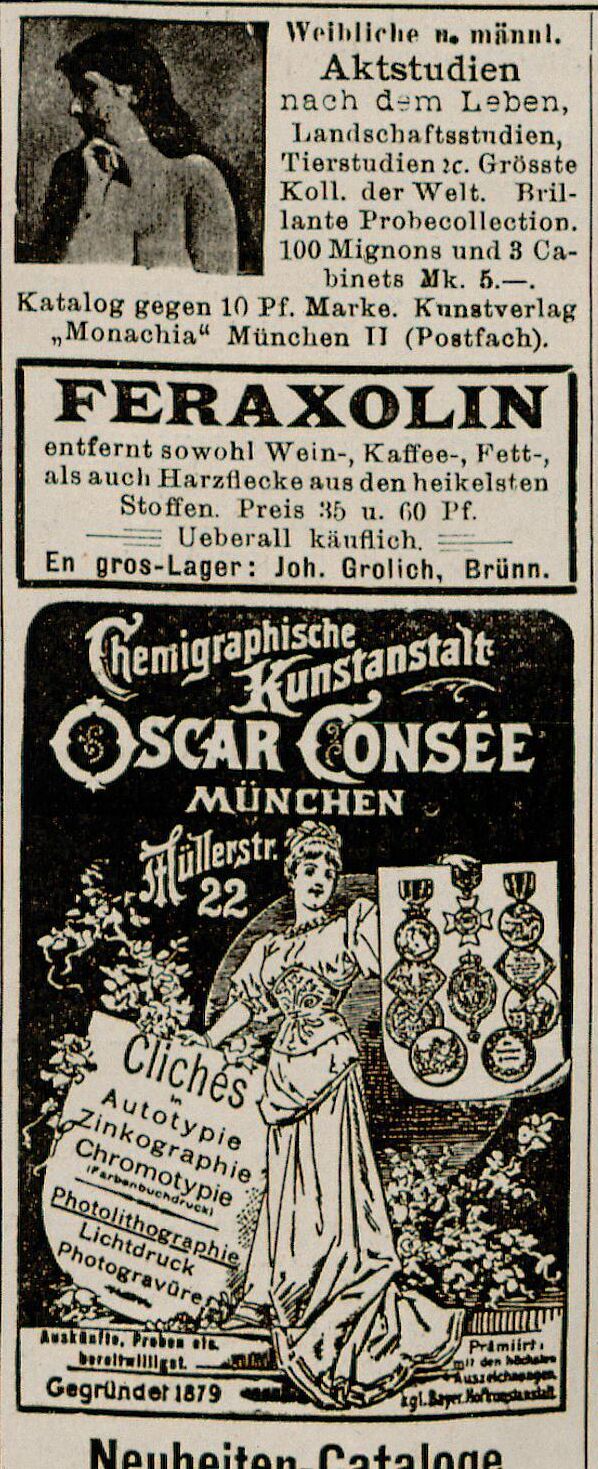 Weibliche u. männl.
Aktstudien
nach dem Leben,
Landschaftsstudien,
Tierstudien ꝛc. Grösste
Koll. der Welt. Bril-
lante Probecollection.
100 Mignons und 3 Ca-
binets Mk. 5.—.
Katalog gegen 10 Pf. Marke. Kunstverlag
„Monachia“ München II (Postfach).
FERAXOLIN
entfernt sowohl Wein-, Kaffee-, Fett-,
als auch Harzflecke aus den heikelsten
Stoffen. Preis 35 u. 60 Pf.
Ueberall käuflich.
En gros-Lager: Joh. Grolich, Brünn.
Chemigraphische
Kunstanstalt
OSCAR CONSÉE
MÜNCHEN
Müllerstr.
22
Clichés
in
Autotypie
Zinkographie
Chromotypie
(Farbenbuchdruck)
Photolithographie
Lichtdruck
Photogravüre
Auskünfte, Proben etc.
bereitwilligst.
Gegründet 1879
Prämiirt
mit den höchsten
Auszeichnungen.
kgl. Bayer. Hofkunstanstalt.
Neuheiten-Cataloge